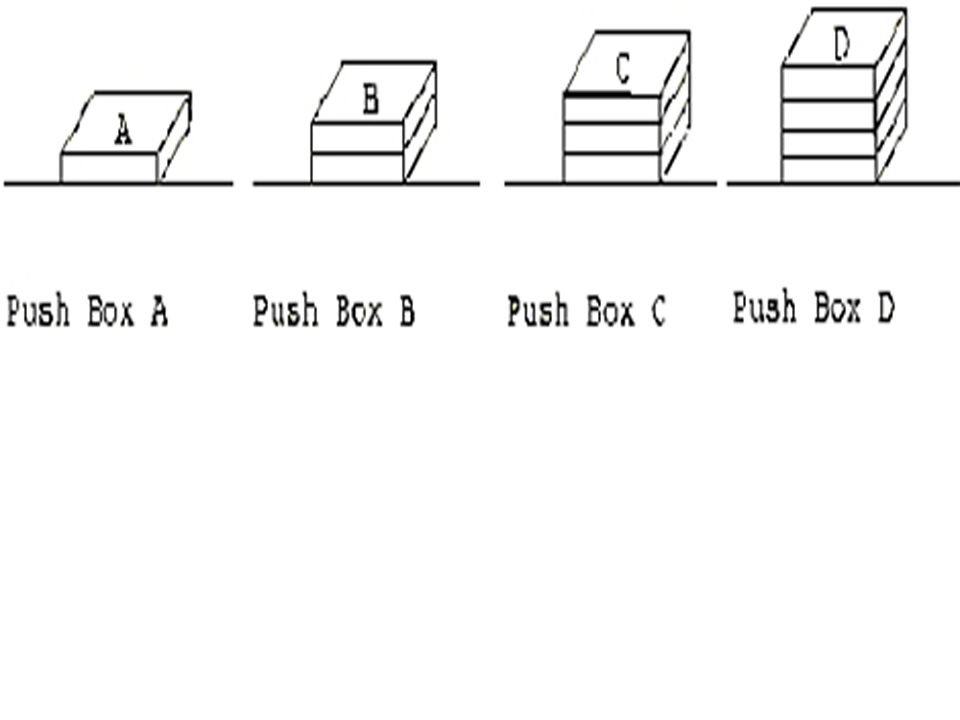 A
B
C
D
Push Box A
Push Box B
Push Box C
Push Box D